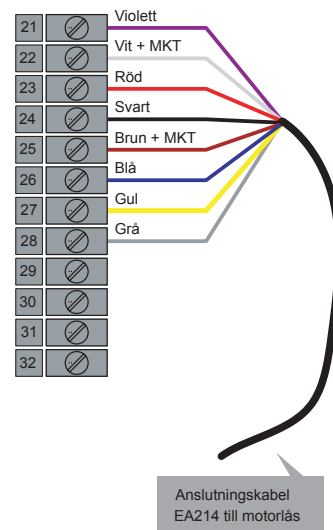 21 Violett
22 Vit + MKT
23 Röd
24 Svart
25 Brun + MKT
26 Blå
27 Gul
28 Grå
29
30
31
32
Anslutningskabel
EA214 till motorlås